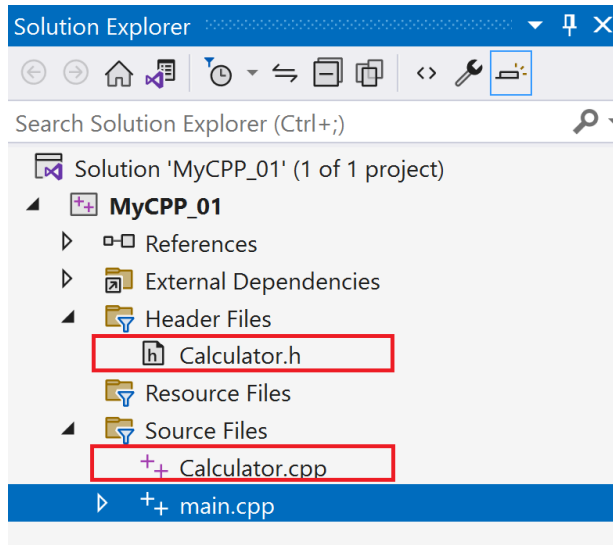 Solution Explorer
Search Solution Explorer (Ctrl+;)
Solution 'MyCPP_01' (1 of 1 project)
MyCPP_01
References
External Dependencies
Header Files
Calculator.h
Resource Files
Source Files
Calculator.cpp
main.cpp